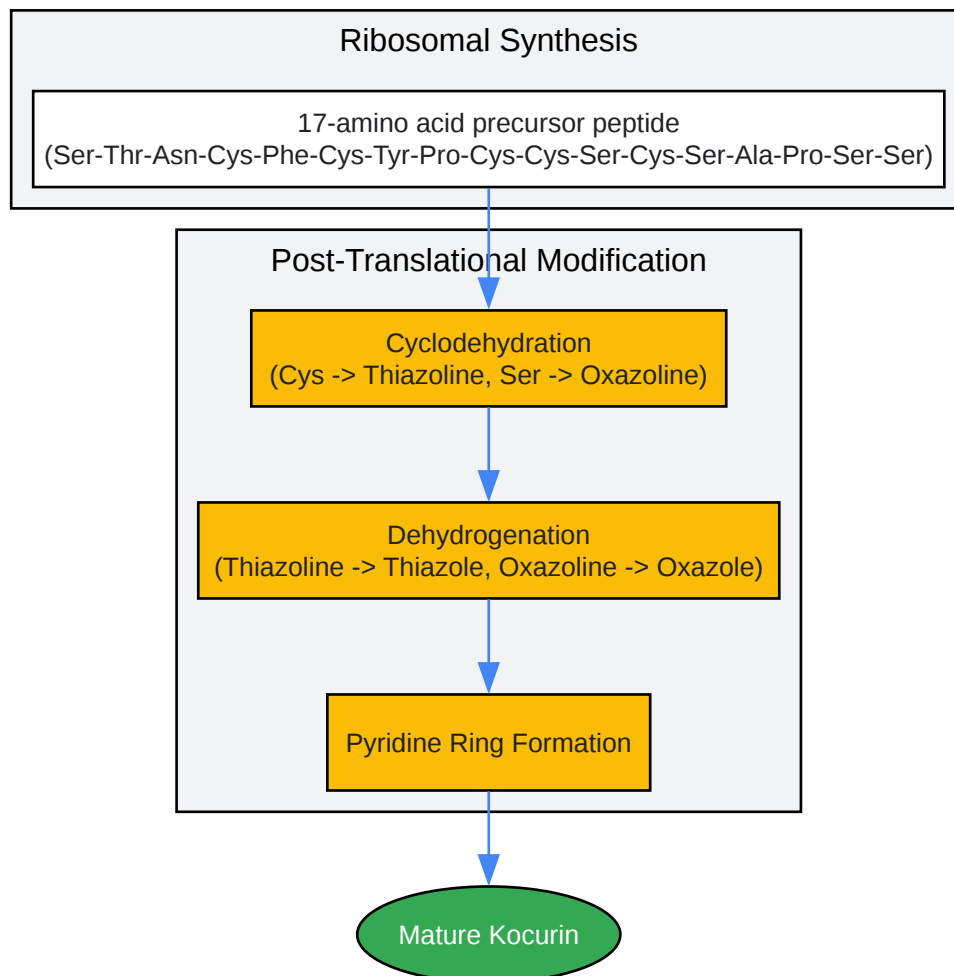 Ribosomal Synthesis
17-amino acid precursor peptide
(Ser-Thr-Asn-Cys-Phe-Cys-Tyr-Pro-Cys-Cys-Ser-Cys-Ser-Ala-Pro-Ser-Ser)
Post-Translational Modification
Cyclodehydration
(Cys -> Thiazoline, Ser -> Oxazoline)
Dehydrogenation
(Thiazoline -> Thiazole, Oxazoline -> Oxazole)
Pyridine Ring Formation
Mature Kocurin